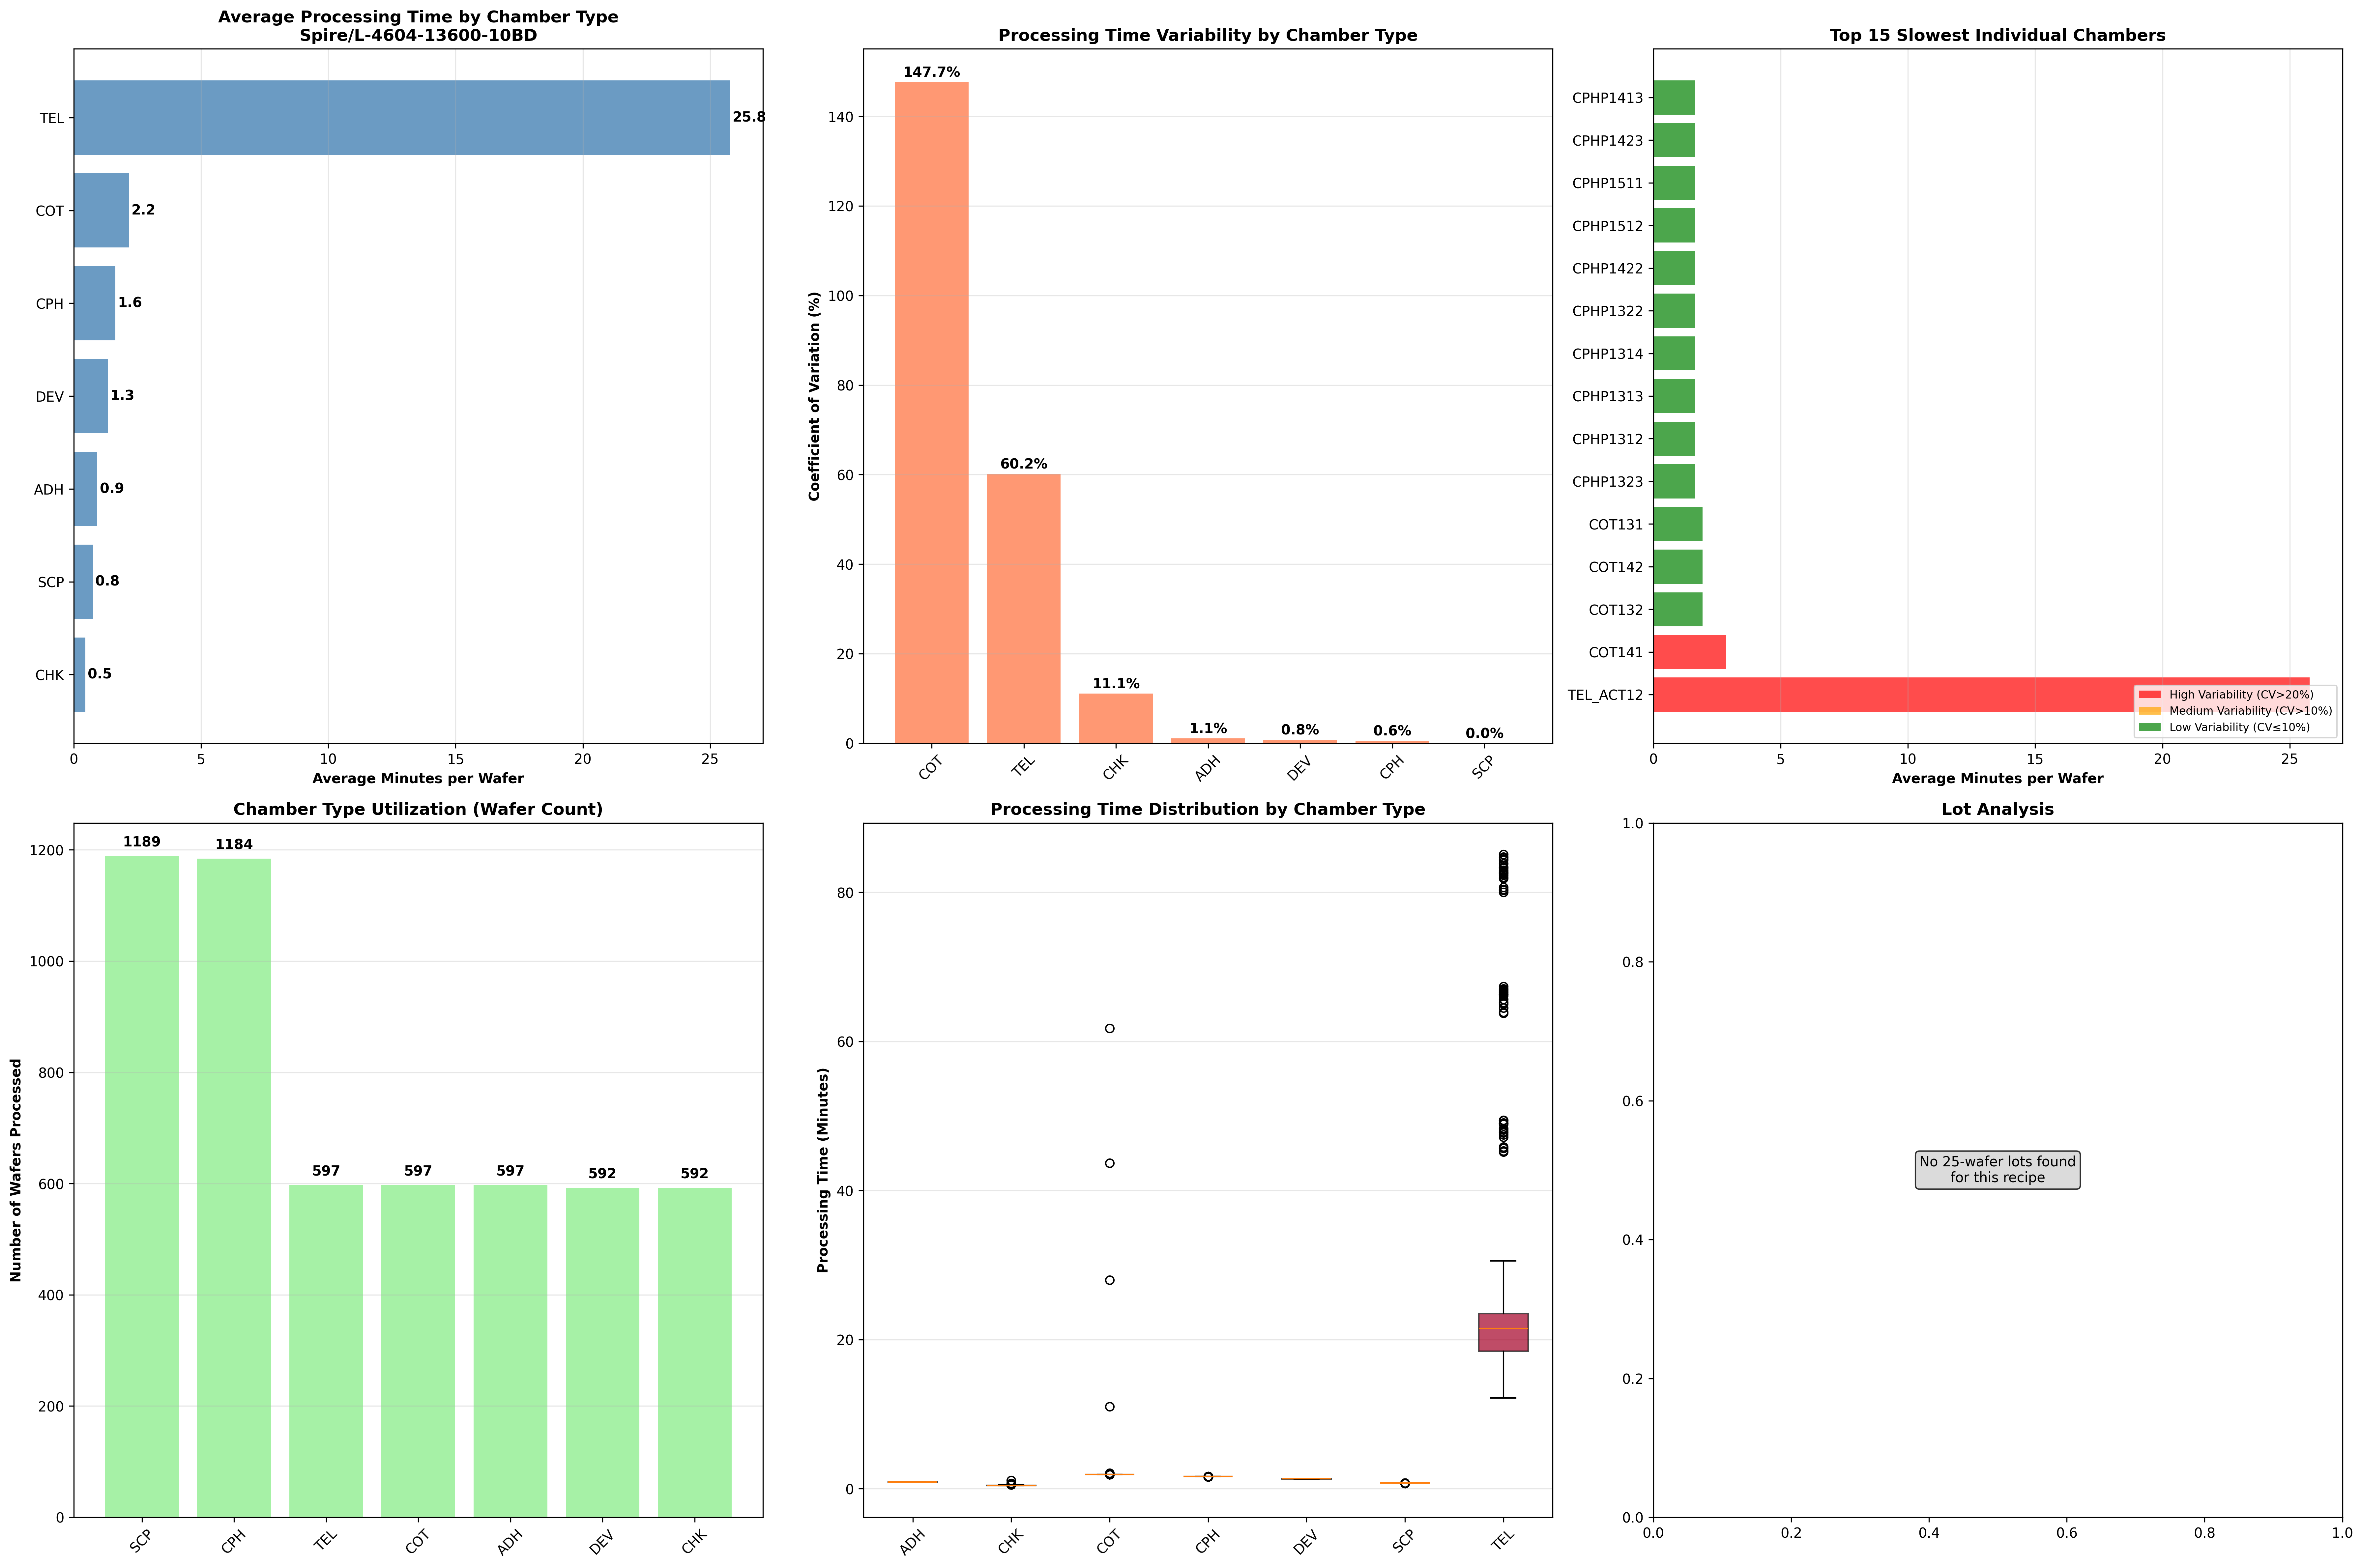 Average Processing Time by Chamber Type
Spire/L-4604-13600-10BD
TEL
COT
CPH
DEV
ADH
SCP
CHK
25.8
2.2
1.6
1.3
0.9
0.8
0.5
0 5 10 15 20 25
Average Minutes per Wafer
Processing Time Variability by Chamber Type
Coefficient of Variation (%)
140
120
100
80
60
40
20
0
147.7%
60.2%
11.1%
1.1%
0.8%
0.6%
0.0%
COT TEL CHK ADH DEV CPH SCP
Top 15 Slowest Individual Chambers
CPHP1413
CPHP1423
CPHP1511
CPHP1512
CPHP1422
CPHP1322
CPHP1314
CPHP1313
CPHP1312
CPHP1323
COT131
COT142
COT132
COT141
TEL_ACT12
High Variability (CV>20%)
Medium Variability (CV>10%)
Low Variability (CV≤10%)
0 5 10 15 20 25
Average Minutes per Wafer
Chamber Type Utilization (Wafer Count)
Number of Wafers Processed
1200
1000
800
600
400
200
0
1189 1184 597 597 597 592 592
SCP CPH TEL COT ADH DEV CHK
Processing Time Distribution by Chamber Type
Processing Time (Minutes)
80
60
40
20
0
ADH CHK COT CPH DEV SCP TEL
Lot Analysis
1.0
0.8
0.6
0.4
0.2
0.0
No 25-wafer lots found
for this recipe
0.0 0.2 0.4 0.6 0.8 1.0